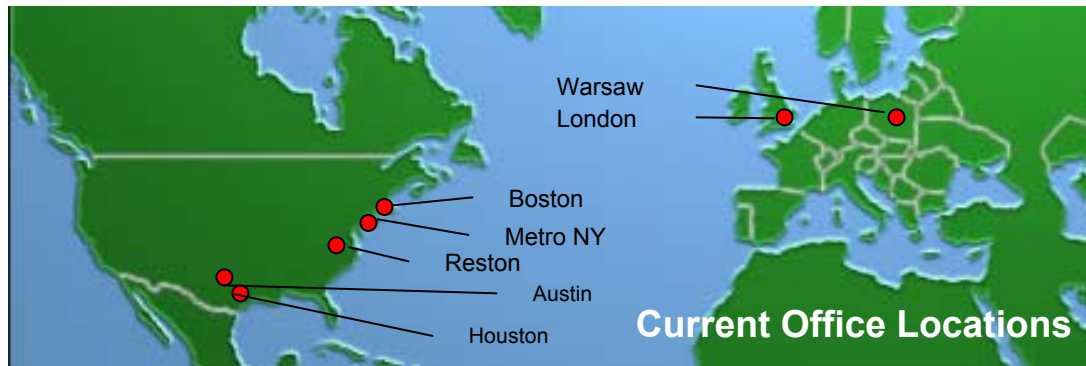 Warsaw
London
Boston
Metro NY
Reston
Austin
Houston
Current Office Locations